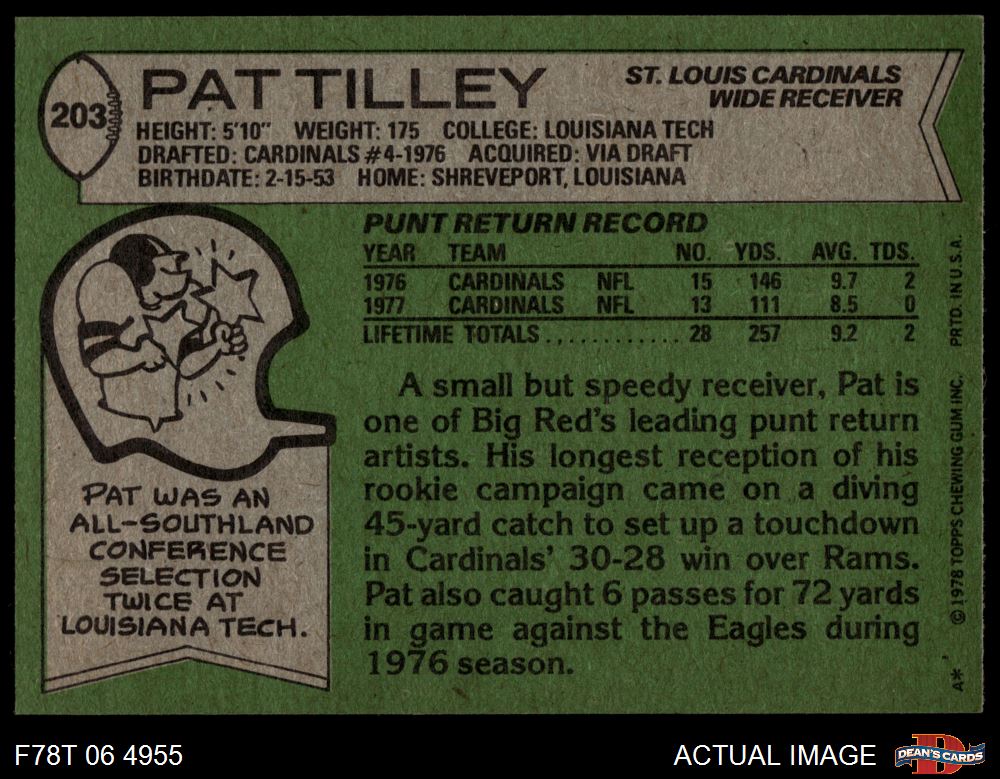 203
PAT TILLEY
ST. LOUIS CARDINALS
WIDE RECEIVER
HEIGHT: 5'10" WEIGHT: 175 COLLEGE: LOUISIANA TECH
DRAFTED: CARDINALS #4-1976 ACQUIRED: VIA DRAFT
BIRTHDATE: 2-15-53 HOME: SHREVEPORT, LOUISIANA
PUNT RETURN RECORD
YEAR TEAM NO. YDS. AVG. TDS.
1976 CARDINALS NFL 15 146 9.7 2
1977 CARDINALS NFL 13 111 8.5 0
LIFETIME TOTALS............ 28 257 9.2 2
A small but speedy receiver, Pat is
one of Big Red's leading punt return
artists. His longest reception of his
rookie campaign came on a diving
45-yard catch to set up a touchdown
in Cardinals' 30-28 win over Rams.
Pat also caught 6 passes for 72 yards
in game against the Eagles during
1976 season.
PAT WAS AN
ALL-SOUTHLAND
CONFERENCE
SELECTION
TWICE AT
LOUISIANA TECH.
A* © 1978 TOPPS CHEWING GUM INC. PRTD. IN U.S.A.
F78T 06 4955
ACTUAL IMAGE
DEAN'S CARDS